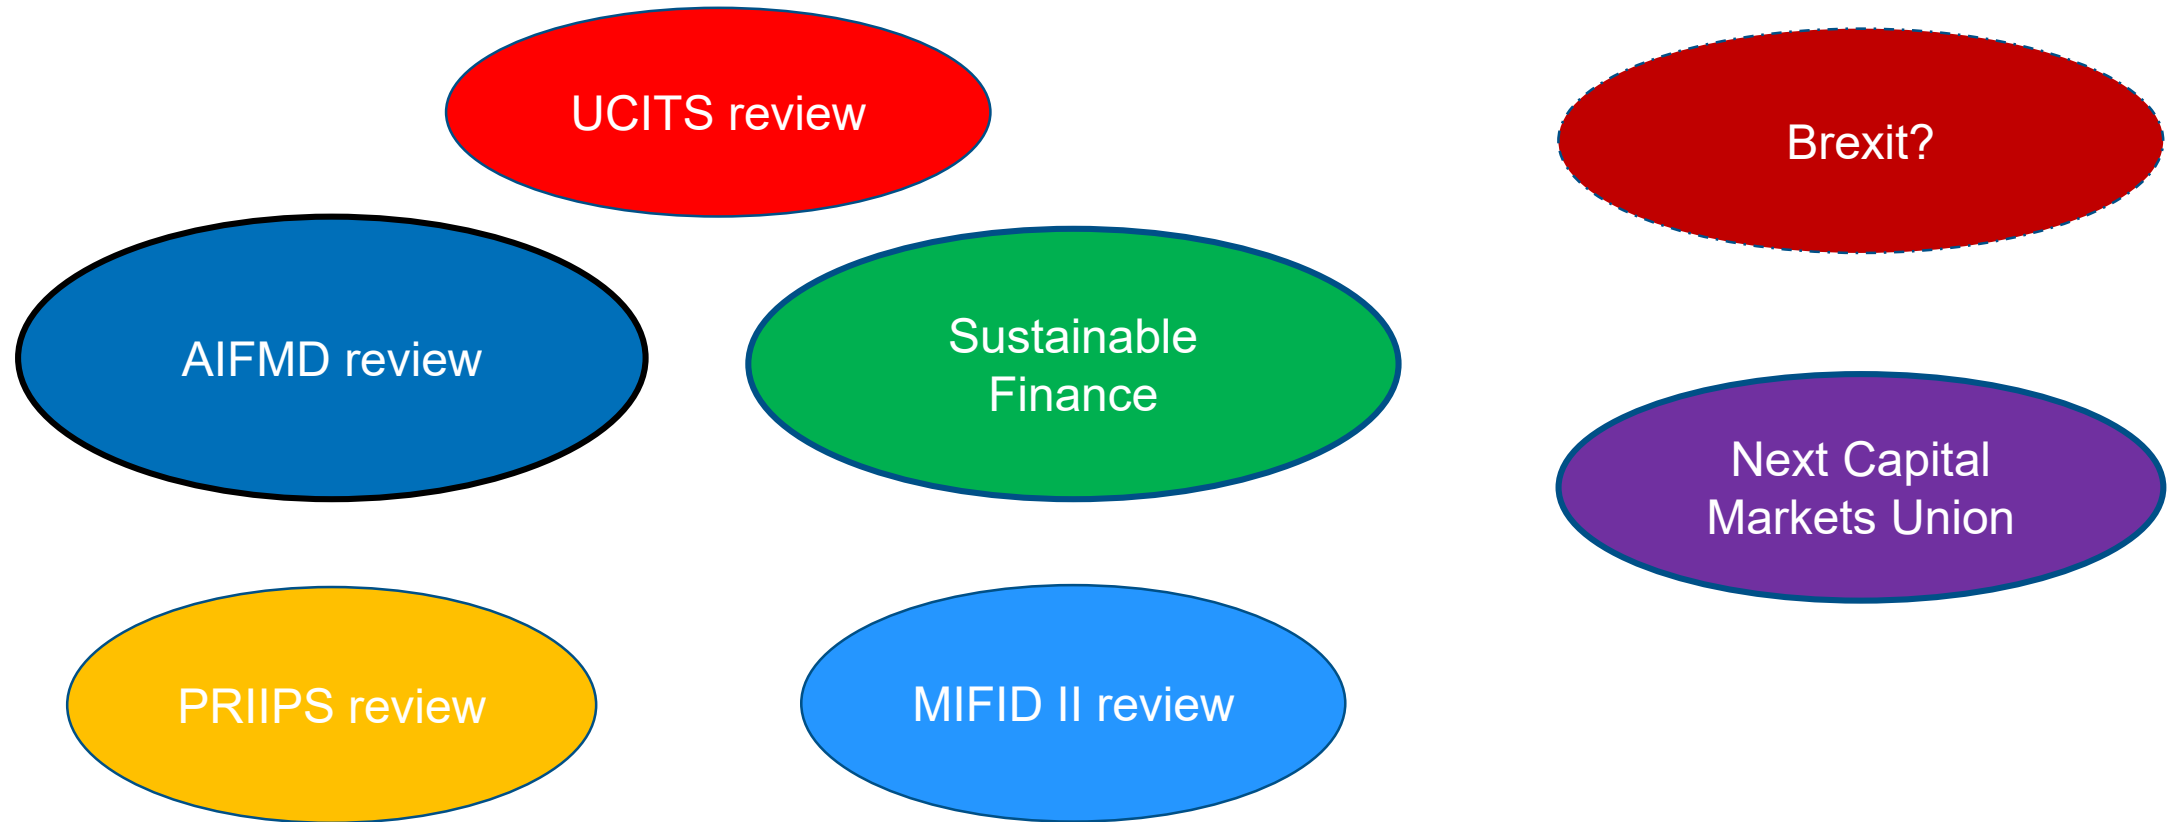 UCITS review
Brexit?
AIFMD review
Sustainable
Finance
Next Capital
Markets Union
PRIIPS review
MIFID II review